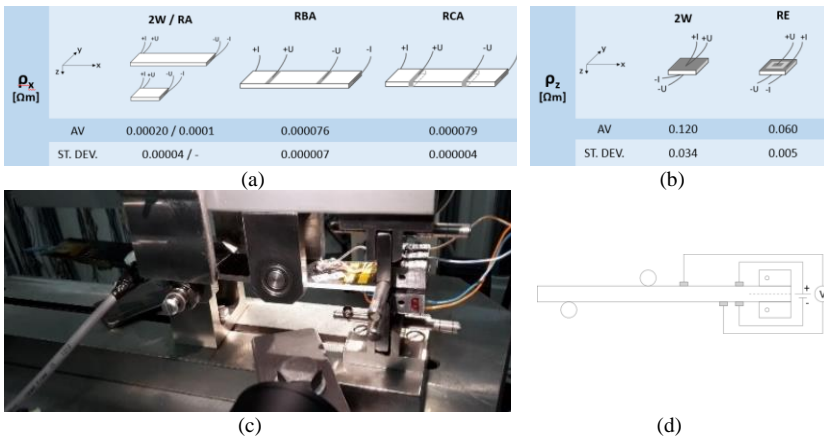 2W / RA RBA RCA
+I +U -U -I
+I +U -U -I
+I +U -U -I
+I +U -U -I
y
x
z
ρx
[Ωm]
AV 0.00020 / 0.0001 0.000076 0.000079
ST. DEV. 0.00004 / - 0.000007 0.000004
(a)
2W RE
+I +U
-I
-U
+U +I
-U -I
y
x
z
ρz
[Ωm]
AV 0.120 0.060
ST. DEV. 0.034 0.005
(b)
(c)
+
-
V
(d)